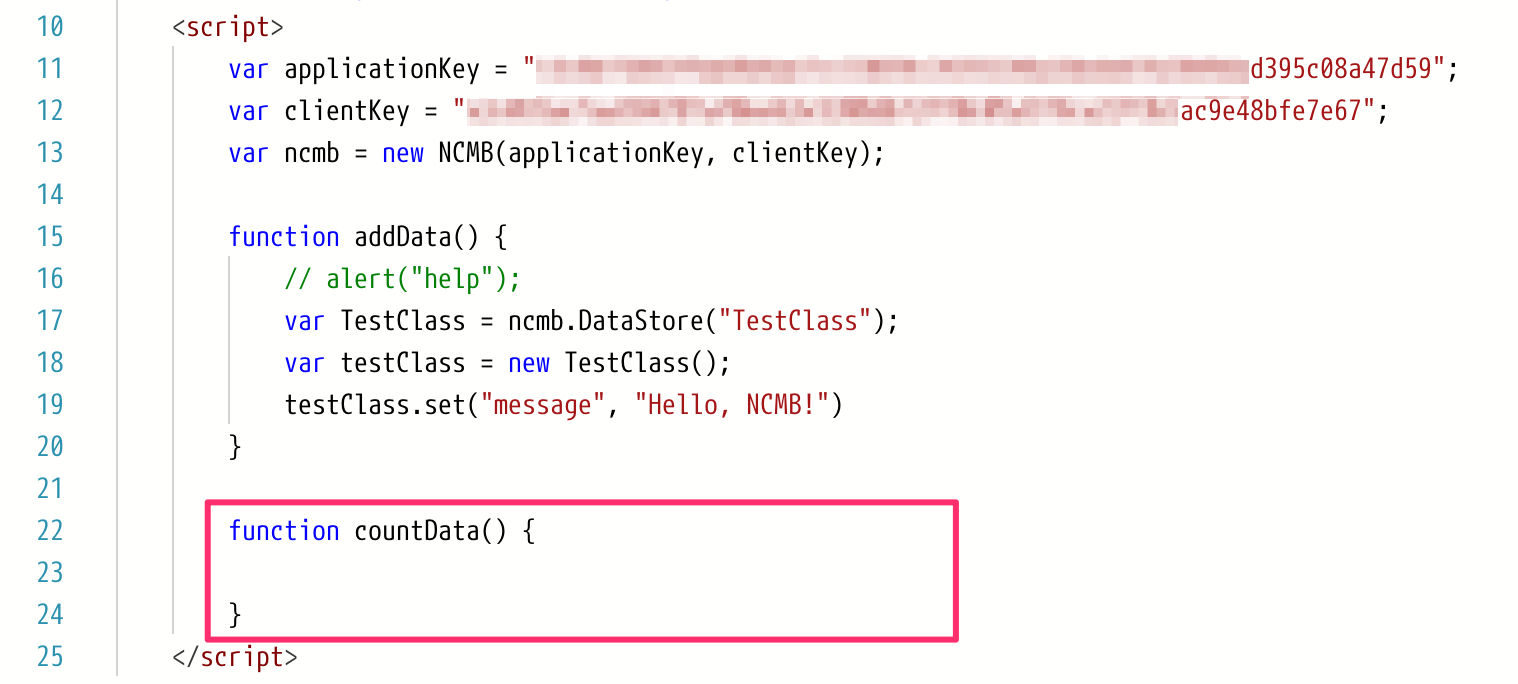 10 <script>
11 var applicationKey = "d395c08a47d59";
12 var clientKey = "ac9e48bfe7e67";
13 var ncmb = new NCMB(applicationKey, clientKey);
14
15 function addData() {
16 // alert("help");
17 var TestClass = ncmb.DataStore("TestClass");
18 var testClass = new TestClass();
19 testClass.set("message", "Hello, NCMB!")
20 }
21
22 function countData() {
23
24 }
25 </script>